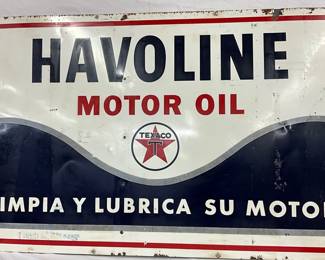 HAVOLINE
MOTOR OIL
TEXACO
T
IMPIA Y LUBRICA SU MOTO